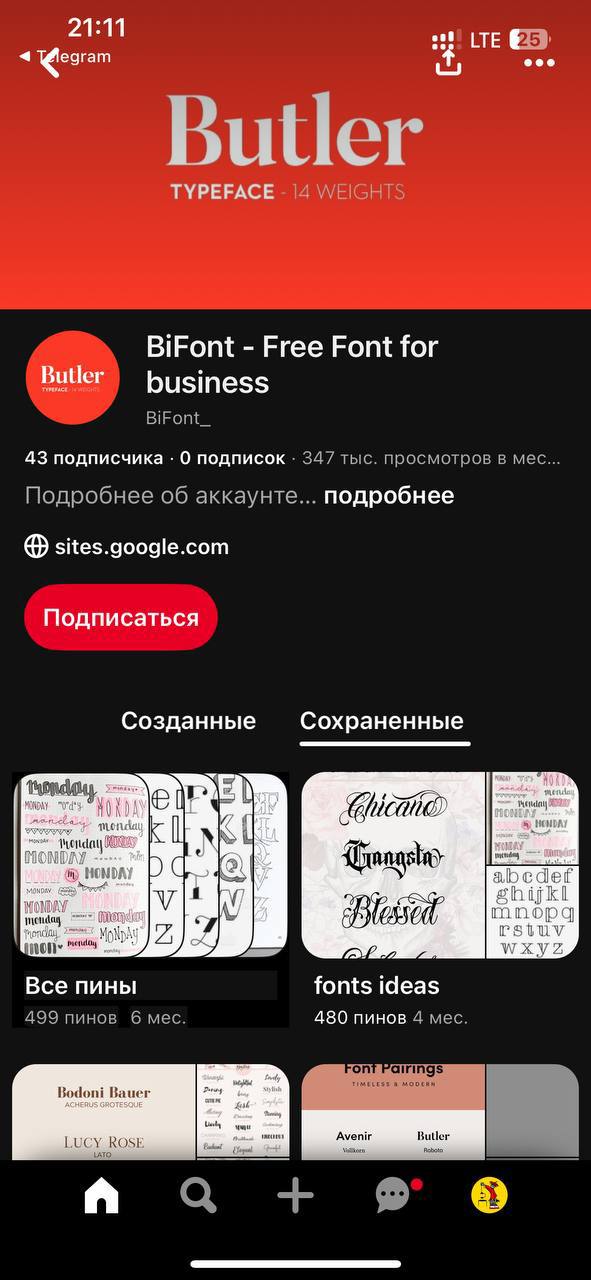 21:11
LTE 25
◀ Telegram
Butler
TYPEFACE - 14 WEIGHTS
Butler
TYPEFACE - 14 WEIGHTS
BiFont - Free Font for
business
BiFont_
43 подписчика · 0 подписок · 347 тыс. просмотров в мес...
Подробнее об аккаунте... подробнее
sites.google.com
Подписаться
Созданные
Сохраненные
monday
MONDAY
monday
MONDAY
MONDAY
monday
MONDAY
Chicano
Gangsta
Blessed
abcdef
ghijkl
mnopq
rstuv
wxyz
Все пины
499 пинов 6 мес.
fonts ideas
480 пинов 4 мес.
Bodoni Bauer
ACHERUS GROTESQUE
LUCY ROSE
LATO
Font Pairings
TIMELESS & MODERN
Avenir
Vollkorn
Butler
Roboto